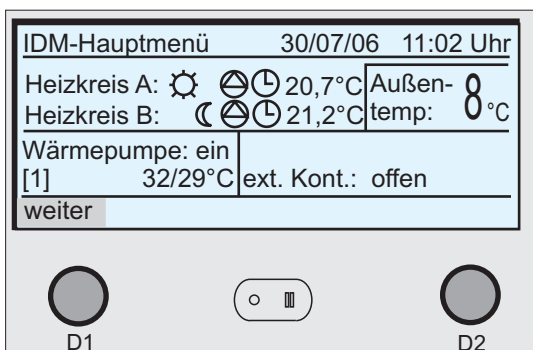 IDM-Hauptmenü 30/07/06 11:02 Uhr
Heizkreis A: 20,7°C Außen-
Heizkreis B: 21,2°C temp: 8 °C
Wärmepumpe: ein
[1] 32/29°C ext. Kont.: offen
weiter
D1 D2